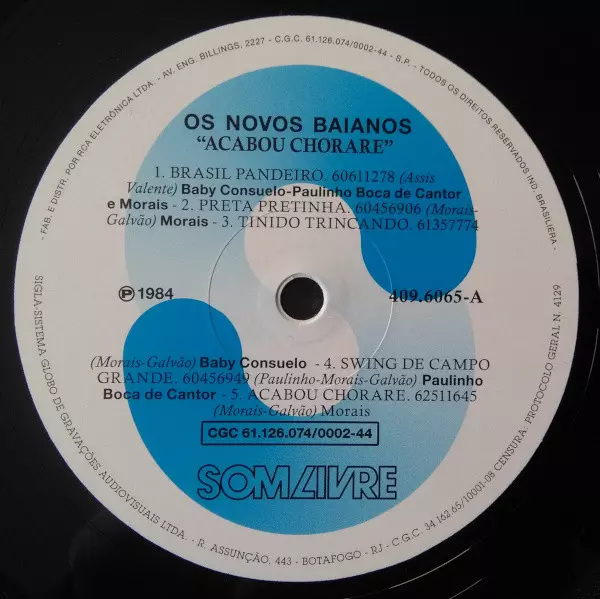 - FAB. E DISTR. POR RCA ELETRÔNICA LTDA. - AV. ENG. BILLINGS, 2227 - C.G.C. 61.126.074/0002-44 - S.P. - TODOS OS DIREITOS RESERVADOS IND. BRASILEIRA -
OS NOVOS BAIANOS
“ACABOU CHORARE”
1. BRASIL PANDEIRO. 60611278 (Assis
Valente) Baby Consuelo-Paulinho Boca de Cantor
e Morais - 2. PRETA PRETINHA. 60456906 (Morais-
Galvão) Morais - 3. TINIDO TRINCANDO. 61357774
℗ 1984
409.6065-A
(Morais-Galvão) Baby Consuelo - 4. SWING DE CAMPO
GRANDE. 60456949 (Paulinho-Morais-Galvão) Paulinho
Boca de Cantor - 5. ACABOU CHORARE. 62511645
(Morais-Galvão) Morais
CGC 61.126.074/0002-44
SOM LIVRE
SIGLA-SISTEMA GLOBO DE GRAVAÇÕES AUDIOVISUAIS LTDA. - R. ASSUNÇÃO, 443 - BOTAFOGO - RJ - C.G.C. 34.162.65/10001-08 CENSURA: PROTOCOLO GERAL N. 4129